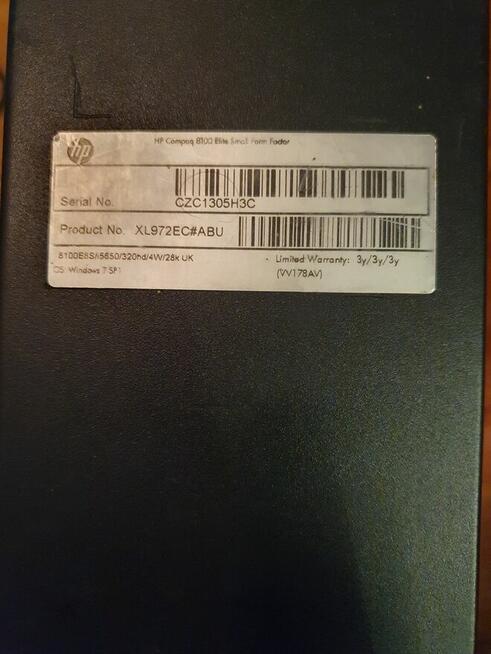 hp
HP Compaq 8100 Elite Small Form Factor
Serial No.
CZC1305H3C
Product No. XL972EC#ABU
8100ESS/i5650/320hd/4W/28k UK
Limited Warranty: 3y/3y/3y
OS: Windows 7 SP1
(VV178AV)